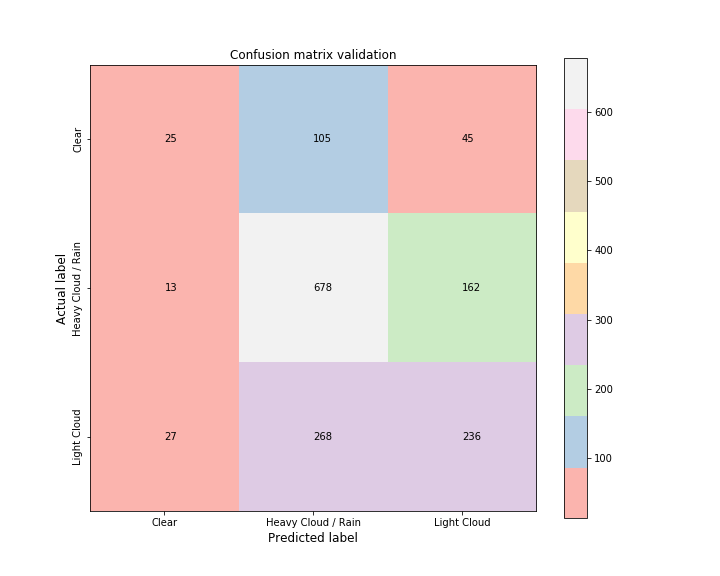 Confusion matrix validation
Actual label
Clear
25
105
45
Heavy Cloud / Rain
13
678
162
Light Cloud
27
268
236
Clear
Heavy Cloud / Rain
Light Cloud
Predicted label
600
500
400
300
200
100